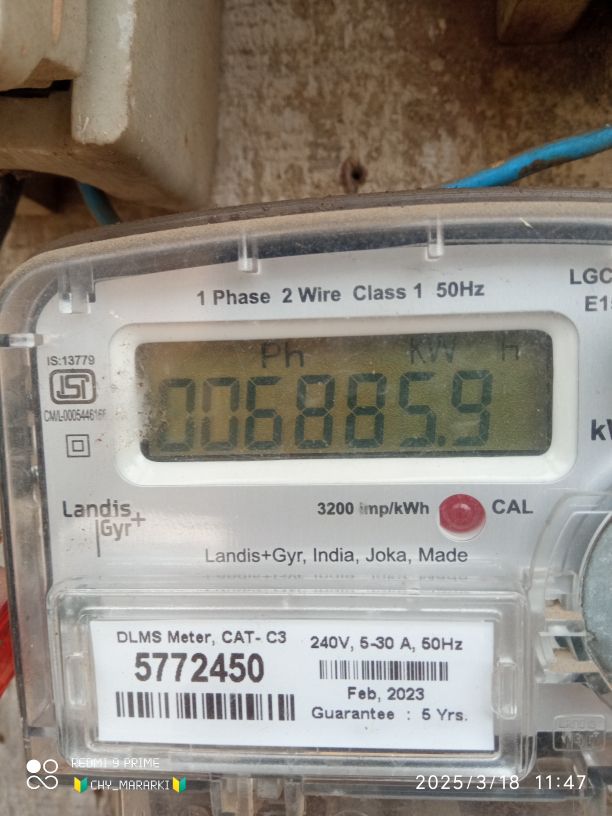 1 Phase 2 Wire Class 1 50Hz
LGC
IS:13779
ISI
Ph kW h
006885.9
Landis
Gyr+
3200 imp/kWh
CAL
Landis+Gyr, India, Joka, Made
DLMS Meter, CAT- C3
5772450
240V, 5-30 A, 50Hz
Feb, 2023
Guarantee : 5 Yrs.
REDMI 9 PRIME
CHY_MARARKI
2025/3/18 11:47